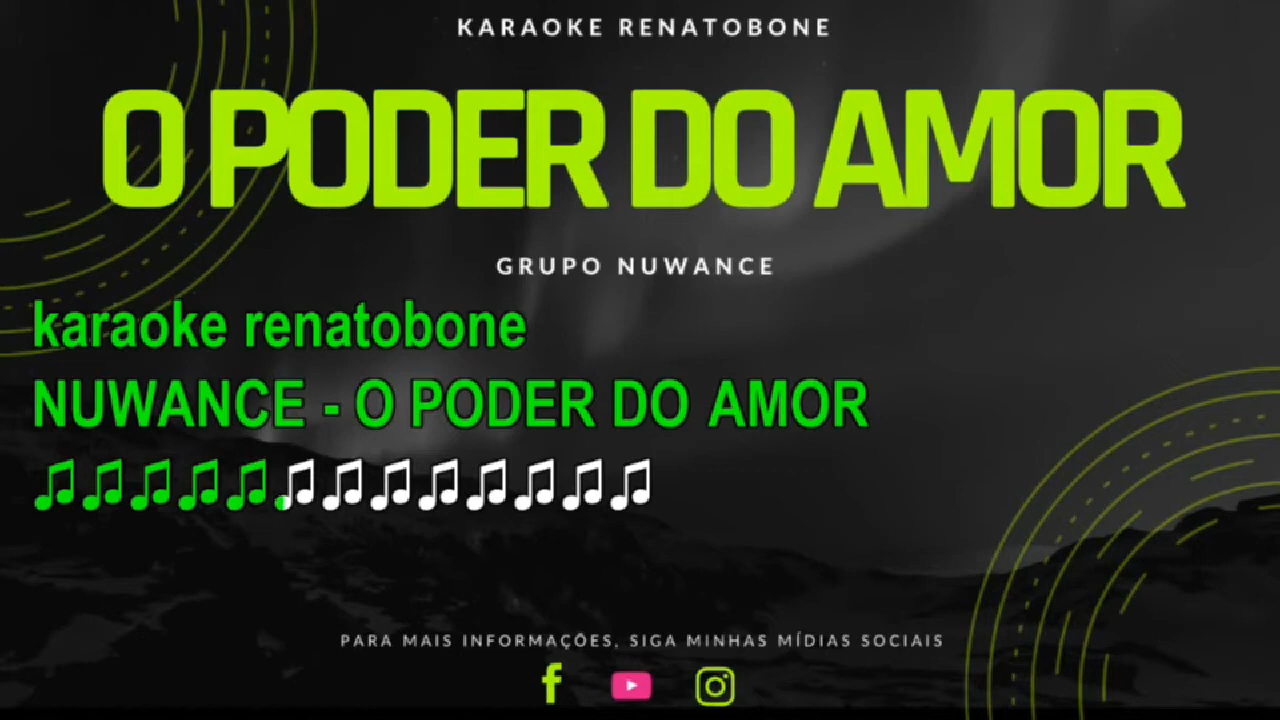 KARAOKE RENATOBONE
O PODER DO AMOR
GRUPO NUWANCE
karaoke renatobone
NUWANCE - O PODER DO AMOR
♫♫♫♫♫♫♫♫♫♫♫♫♫
PARA MAIS INFORMAÇÕES, SIGA MINHAS MÍDIAS SOCIAIS